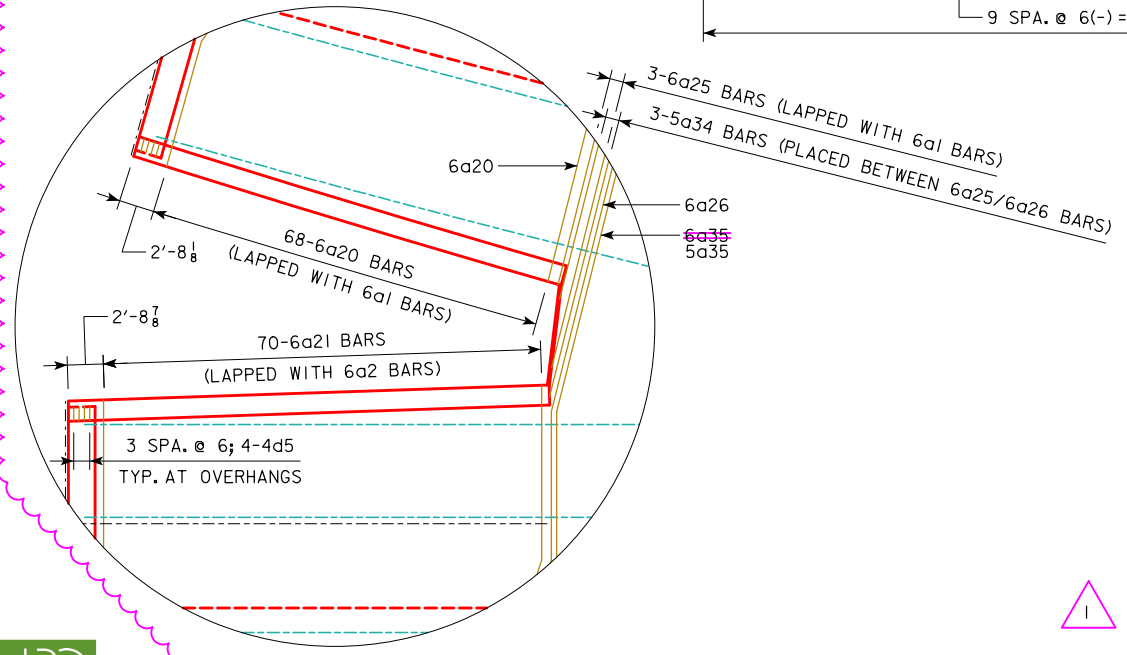 9 SPA. @ 6(-) =
3-6a25 BARS (LAPPED WITH 6a1 BARS)
3-5a34 BARS (PLACED BETWEEN 6a25/6a26 BARS)
6a20
6a26
6a35
5a35
2'-8 1/8
68-6a20 BARS
(LAPPED WITH 6a1 BARS)
2'-8 7/8
70-6a21 BARS
(LAPPED WITH 6a2 BARS)
3 SPA. @ 6; 4-4d5
TYP. AT OVERHANGS
1